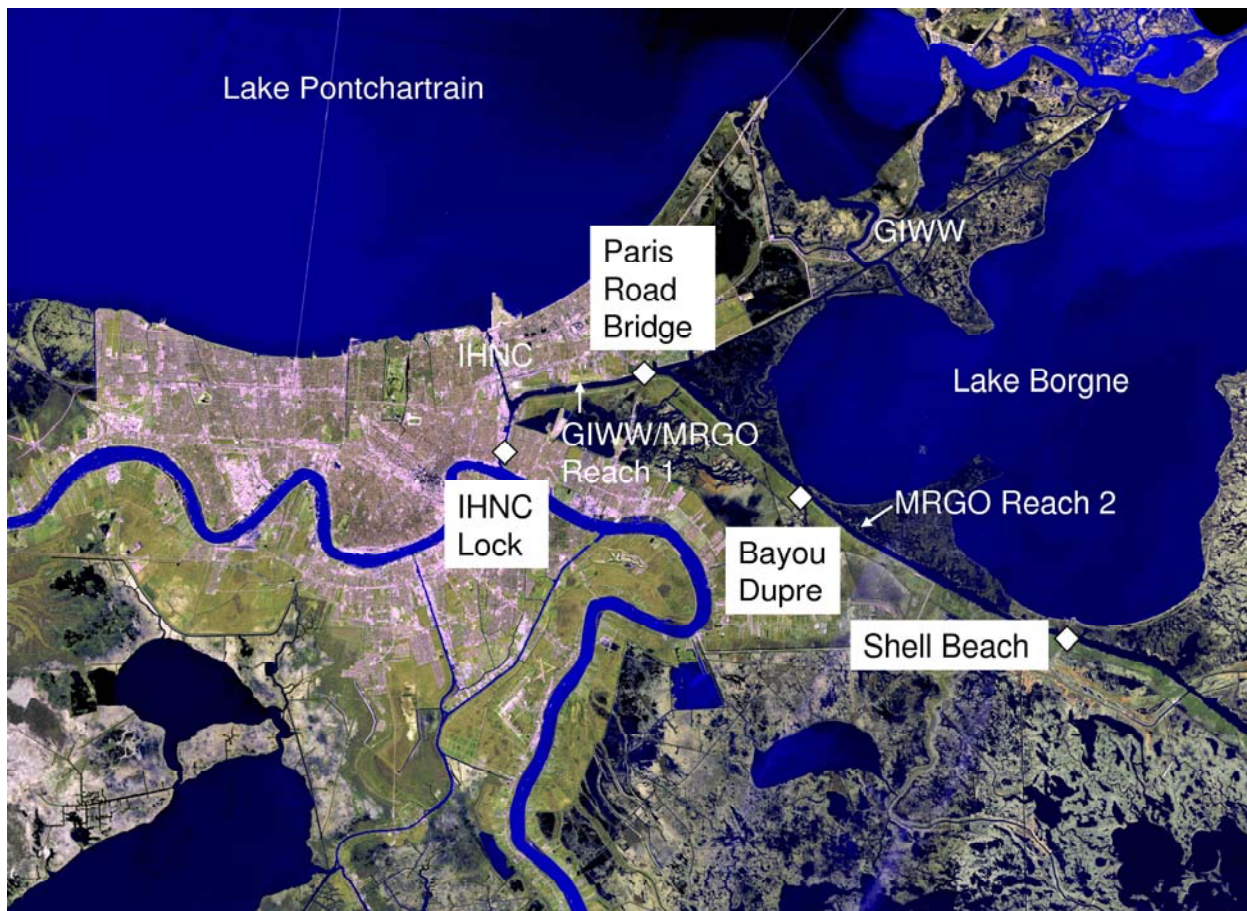 Lake Pontchartrain
GIWW
Paris
Road
Bridge
IHNC
Lake Borgne
GIWW/MRGO
Reach 1
IHNC
Lock
MRGO Reach 2
Bayou
Dupre
Shell Beach